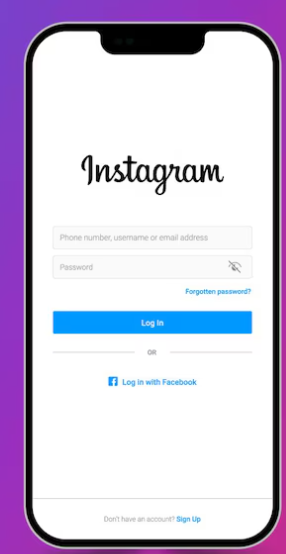 Instagram
Phone number, username or email address
Password
Forgotten password?
Log In
OR
Log in with Facebook
Don't have an account? Sign Up